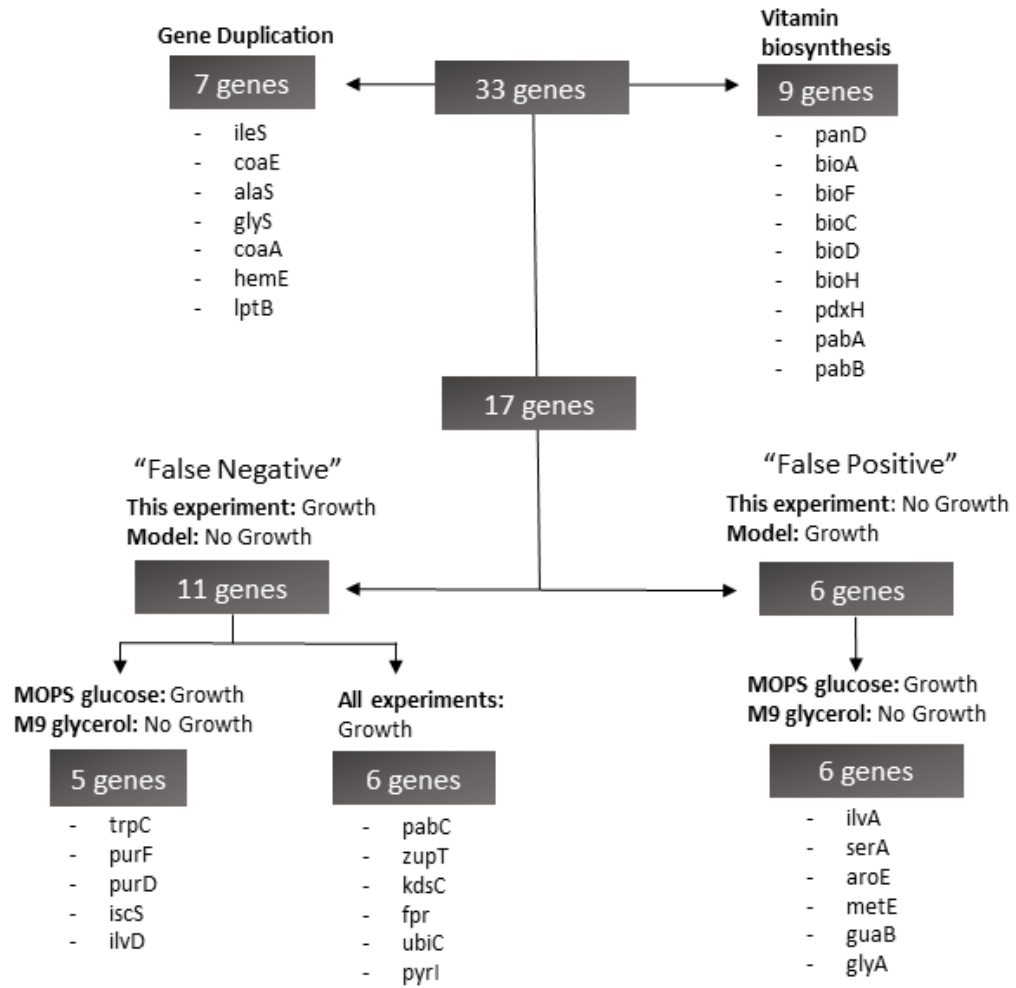 Gene Duplication
7 genes
- ileS
- coaE
- alaS
- glyS
- coaA
- hemE
- lptB
33 genes
Vitamin
biosynthesis
9 genes
- panD
- bioA
- bioF
- bioC
- bioD
- bioH
- pdxH
- pabA
- pabB
17 genes
“False Negative”
This experiment: Growth
Model: No Growth
11 genes
“False Positive”
This experiment: No Growth
Model: Growth
6 genes
MOPS glucose: Growth
M9 glycerol: No Growth
5 genes
- trpC
- purF
- purD
- iscS
- ilvD
All experiments:
Growth
6 genes
- pabC
- zupT
- kdsC
- fpr
- ubiC
- pyrI
MOPS glucose: Growth
M9 glycerol: No Growth
6 genes
- ilvA
- serA
- aroE
- metE
- guaB
- glyA